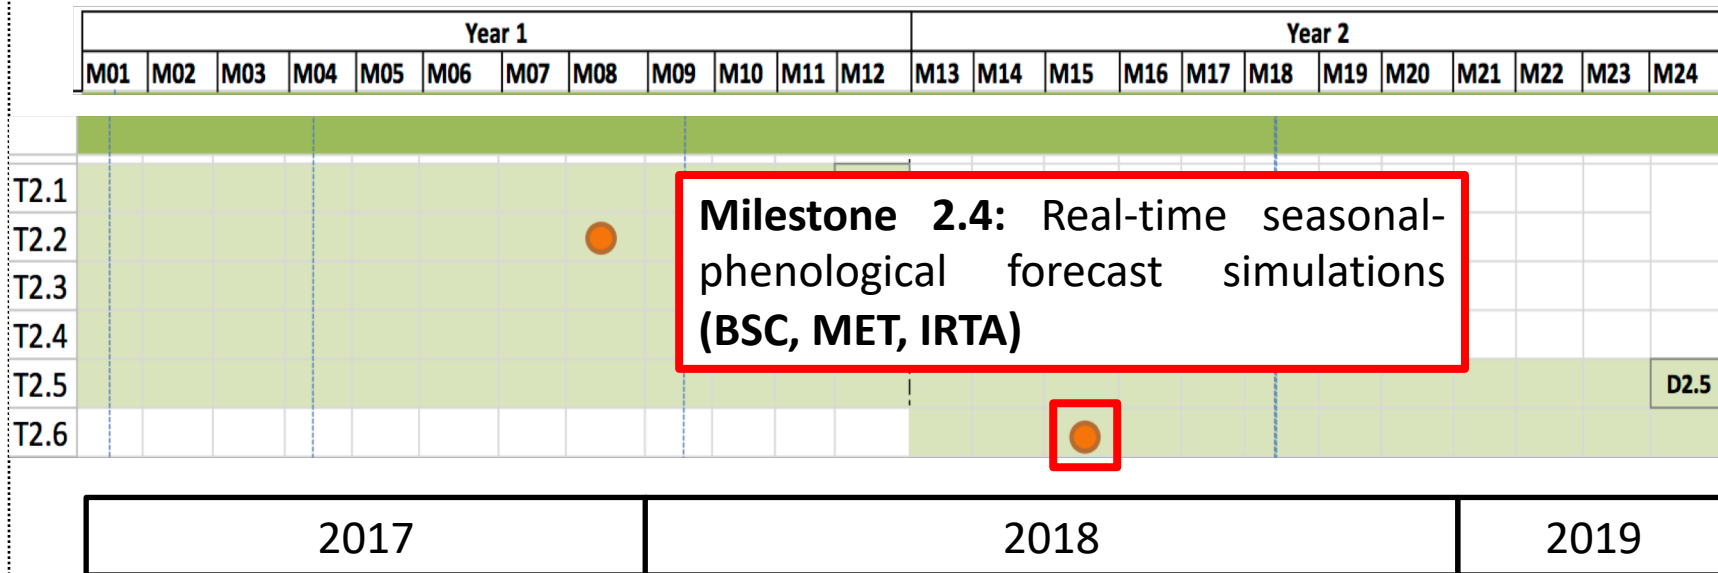 Year 1 Year 2
M01 M02 M03 M04 M05 M06 M07 M08 M09 M10 M11 M12 M13 M14 M15 M16 M17 M18 M19 M20 M21 M22 M23 M24
T2.1
T2.2
T2.3
T2.4
T2.5
T2.6
Milestone 2.4: Real-time seasonal-
phenological forecast simulations
(BSC, MET, IRTA)
D2.5
2017 2018 2019